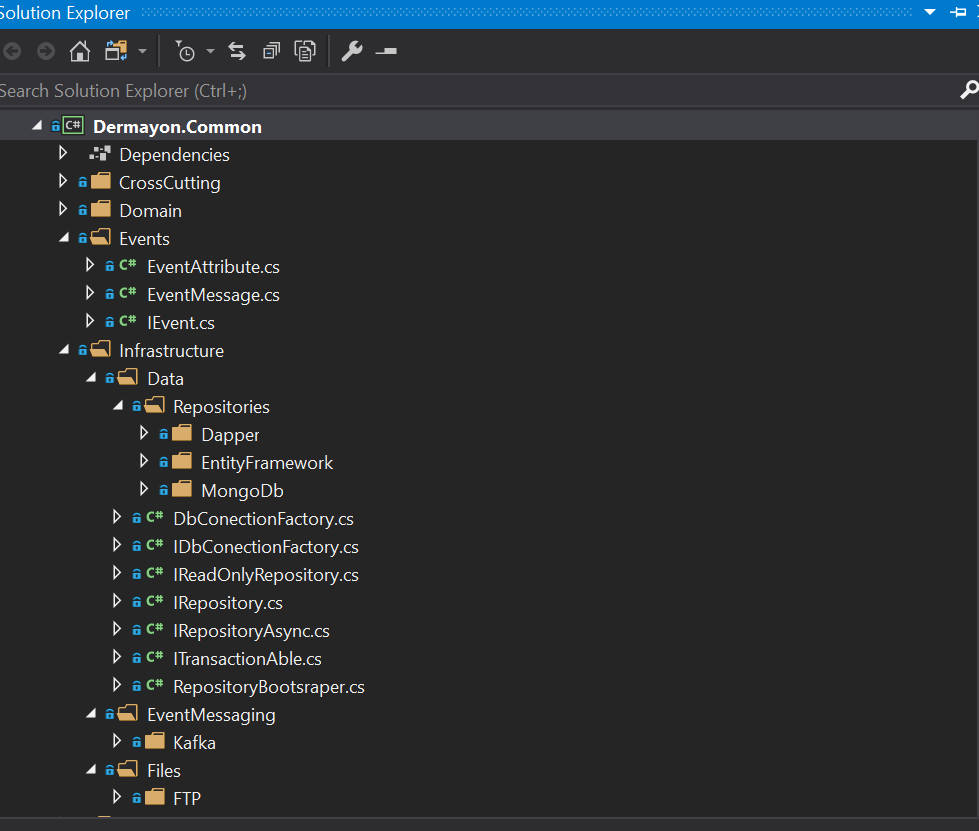 Solution Explorer
Search Solution Explorer (Ctrl+;)
C# Dermayon.Common
Dependencies
CrossCutting
Domain
Events
C# EventAttribute.cs
C# EventMessage.cs
C# IEvent.cs
Infrastructure
Data
Repositories
Dapper
EntityFramework
MongoDb
C# DbConectionFactory.cs
C# IDbConectionFactory.cs
C# IReadOnlyRepository.cs
C# IRepository.cs
C# IRepositoryAsync.cs
C# ITransactionAble.cs
C# RepositoryBootsraper.cs
EventMessaging
Kafka
Files
FTP